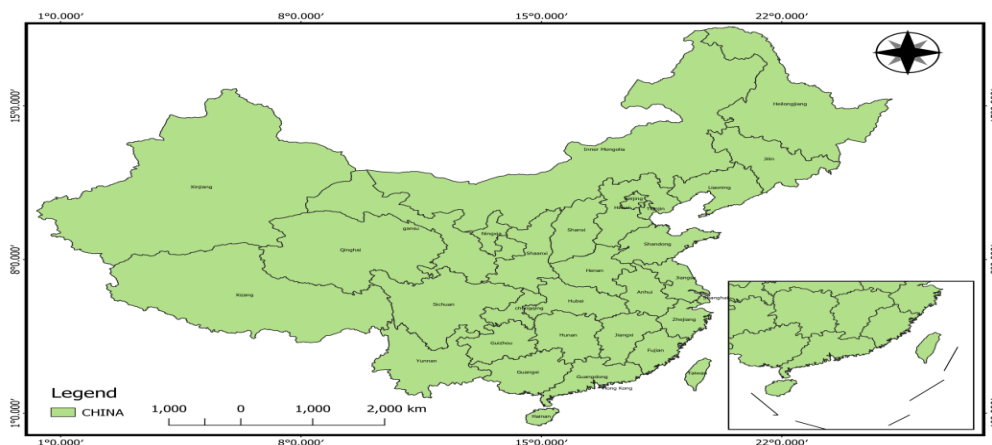 1°0.000′ 8°0.000′ 15°0.000′ 22°0.000′
15°0.000′
Heilongjiang
Inner Mongolia
Jilin
Xinjiang
Liaoning
Beijing
Hebei
Tianjin
gansu
Ningxia
Shanxi
Shaanxi
Shandong
Qinghai
8°0.000′
Henan
Jiangsu
Xizang
Anhui
Shanghai
Sichuan
Hubei
chongqing
Zhejiang
Hunan
Jiangxi
Guizhou
Fujian
Yunnan
Guangxi
Guangdong
Taiwan
Hong Kong
Hainan
Legend
CHINA
1,000 0 1,000 2,000 km
1°0.000′
1°0.000′ 8°0.000′ 15°0.000′ 22°0.000′